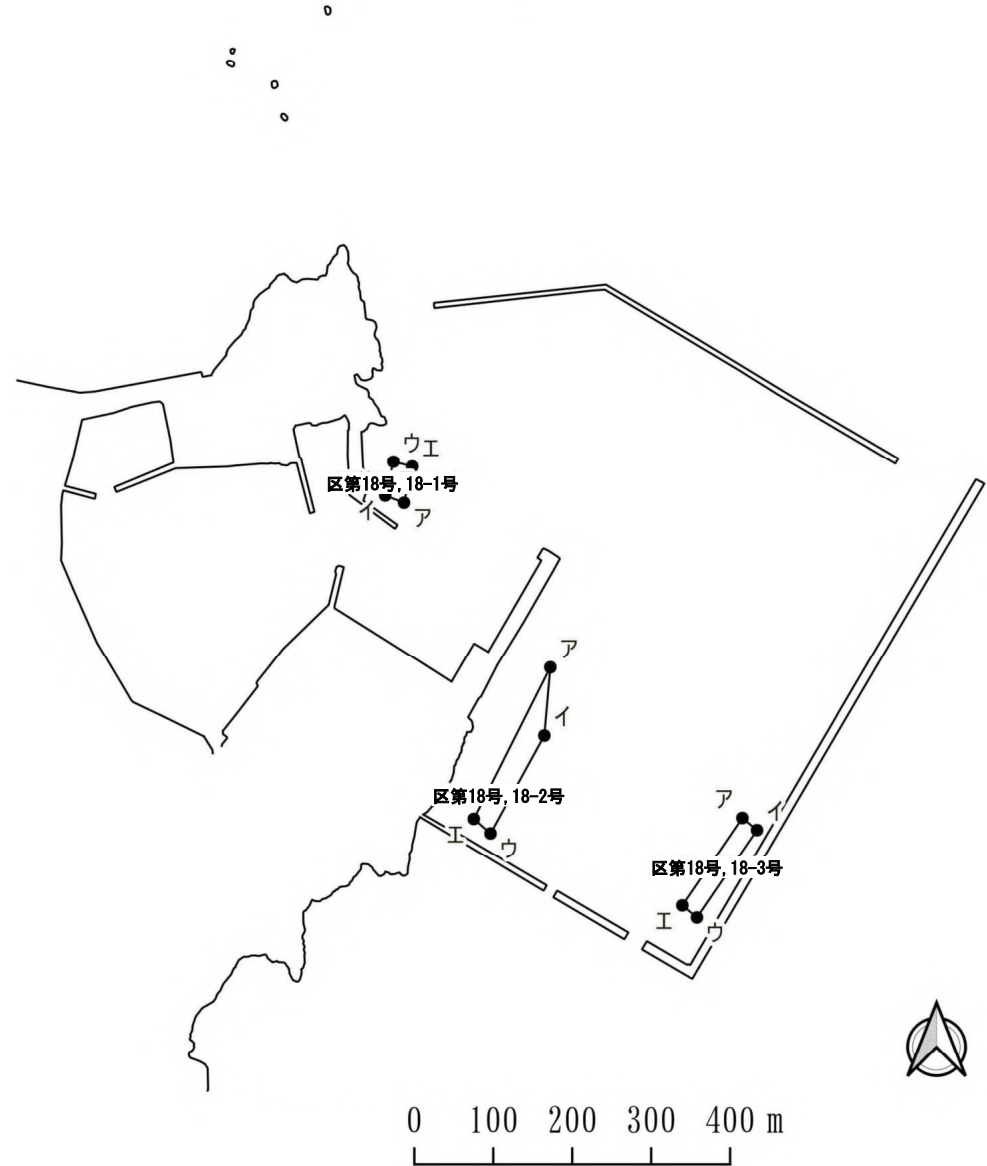 ウエ
区第18号,18-1号
イ ア
ア
イ
区第18号,18-2号
エ ウ
ア イ
区第18号,18-3号
エ ウ
0 100 200 300 400 m